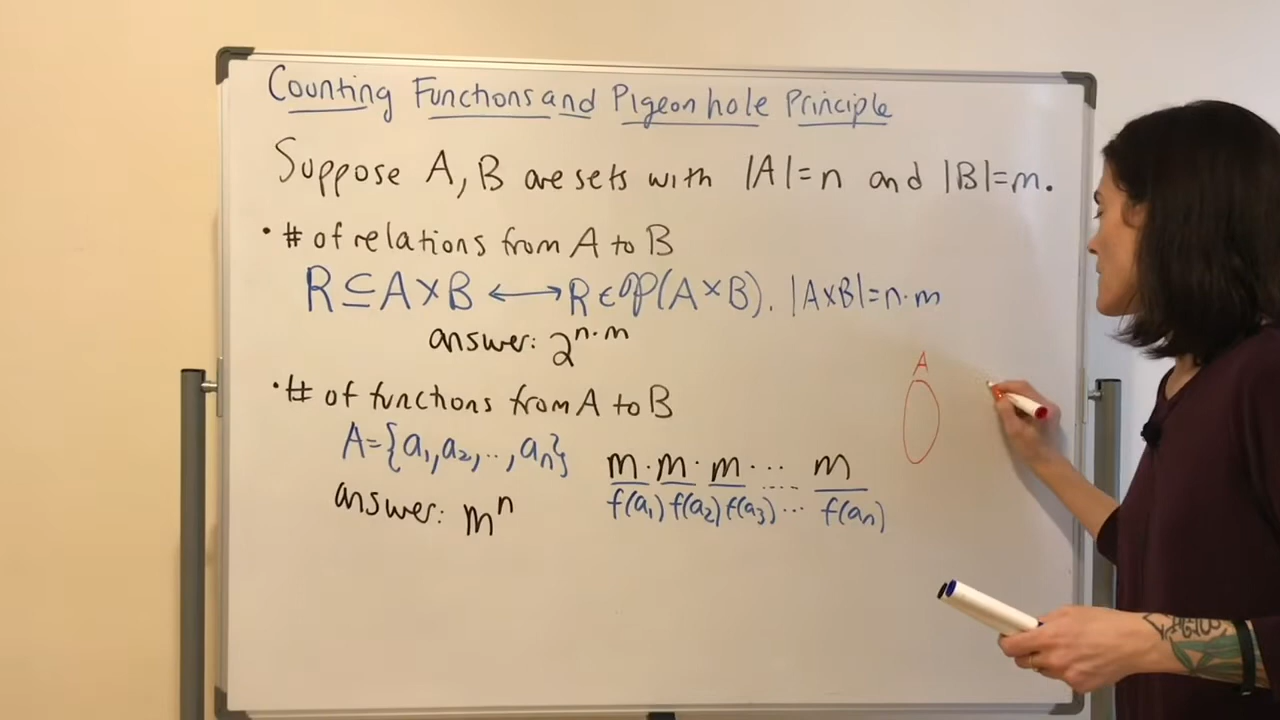 Counting Functions and Pigeonhole Principle
Suppose A, B are sets with |A|=n and |B|=m.
• # of relations from A to B
R⊆A×B ⟷ R∈𝒫(A×B). |A×B|=n·m
answer: 2^{n·m}
A
• # of functions from A to B
A={a₁,a₂,..,aₙ}
m·m·m·... m
f(a₁) f(a₂) f(a₃) ... f(aₙ)
answer: mⁿ